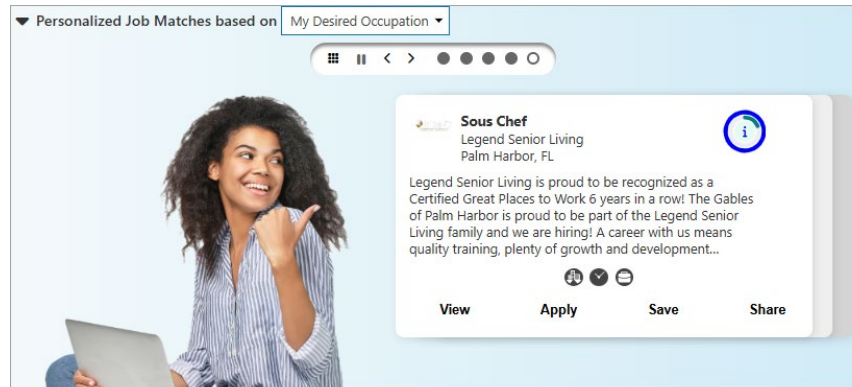 Personalized Job Matches based on My Desired Occupation
Sous Chef
Legend Senior Living
Palm Harbor, FL
i
Legend Senior Living is proud to be recognized as a
Certified Great Places to Work 6 years in a row! The Gables
of Palm Harbor is proud to be part of the Legend Senior
Living family and we are hiring! A career with us means
quality training, plenty of growth and development...
View Apply Save Share